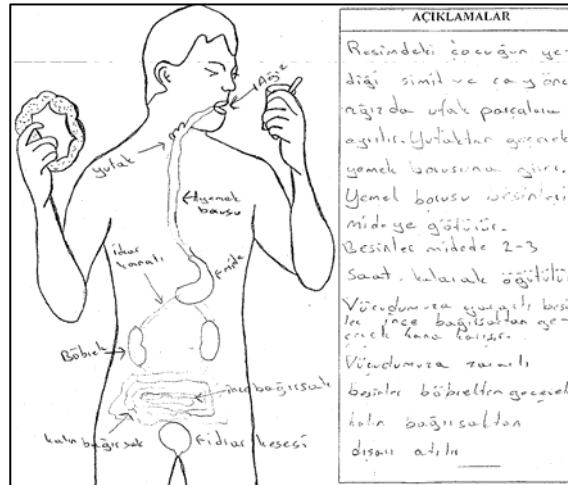 AÇIKLAMALAR
Resimdeki çocuğun ye-
diği simit ve çay önce
ağızda ufak parçalara
ayrılır. Yutaktan geçerek
yemek borusuna girer.
Yemek borusu besinleri
mideye götürür.
Besinler midede 2-3
saat kalarak öğütülür
Vücudumuza yararlı besin
ler ince bağırsaktan ge-
çerek kana karışır.
Vücudumuza zararlı
besinler böbrekten geçerek
kalın bağırsaktan
dışarı atılır
Ağız
yutak
yemek borusu
idrar kanalı
mide
Böbrek
ince bağırsak
kalın bağırsak
idrar kesesi